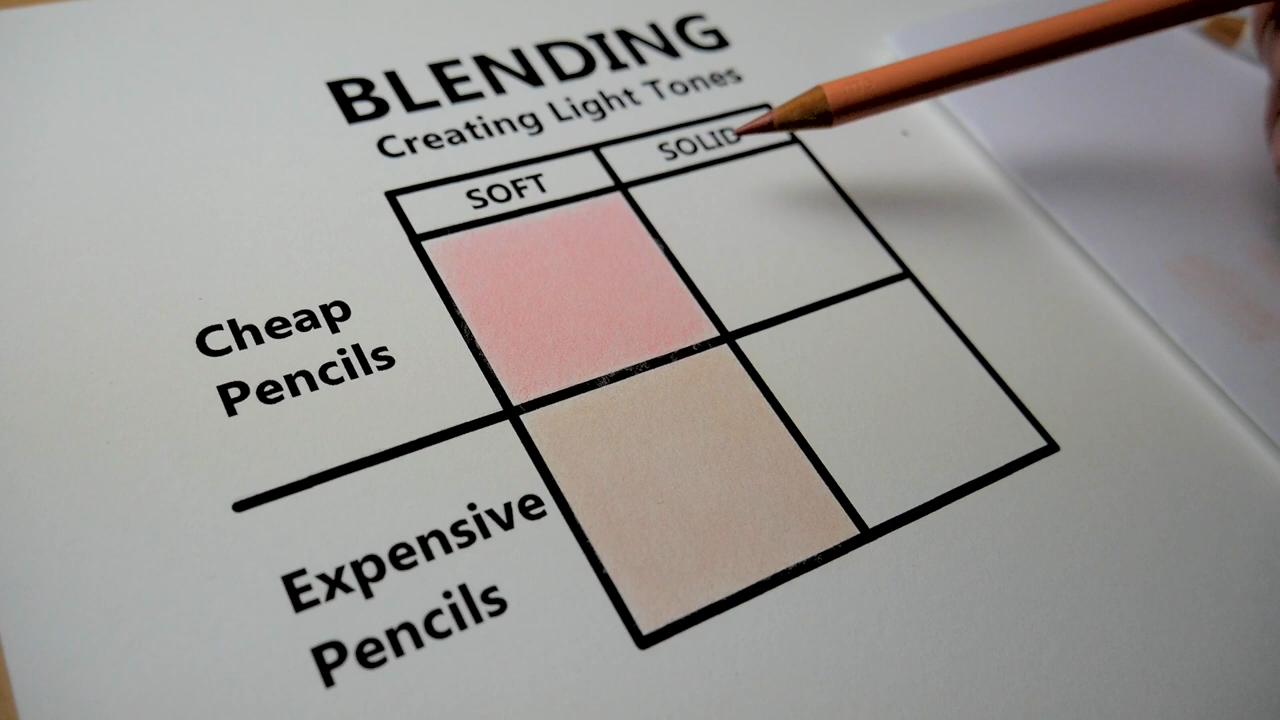 BLENDING
Creating Light Tones
SOFT
SOLID
Cheap
Pencils
Expensive
Pencils